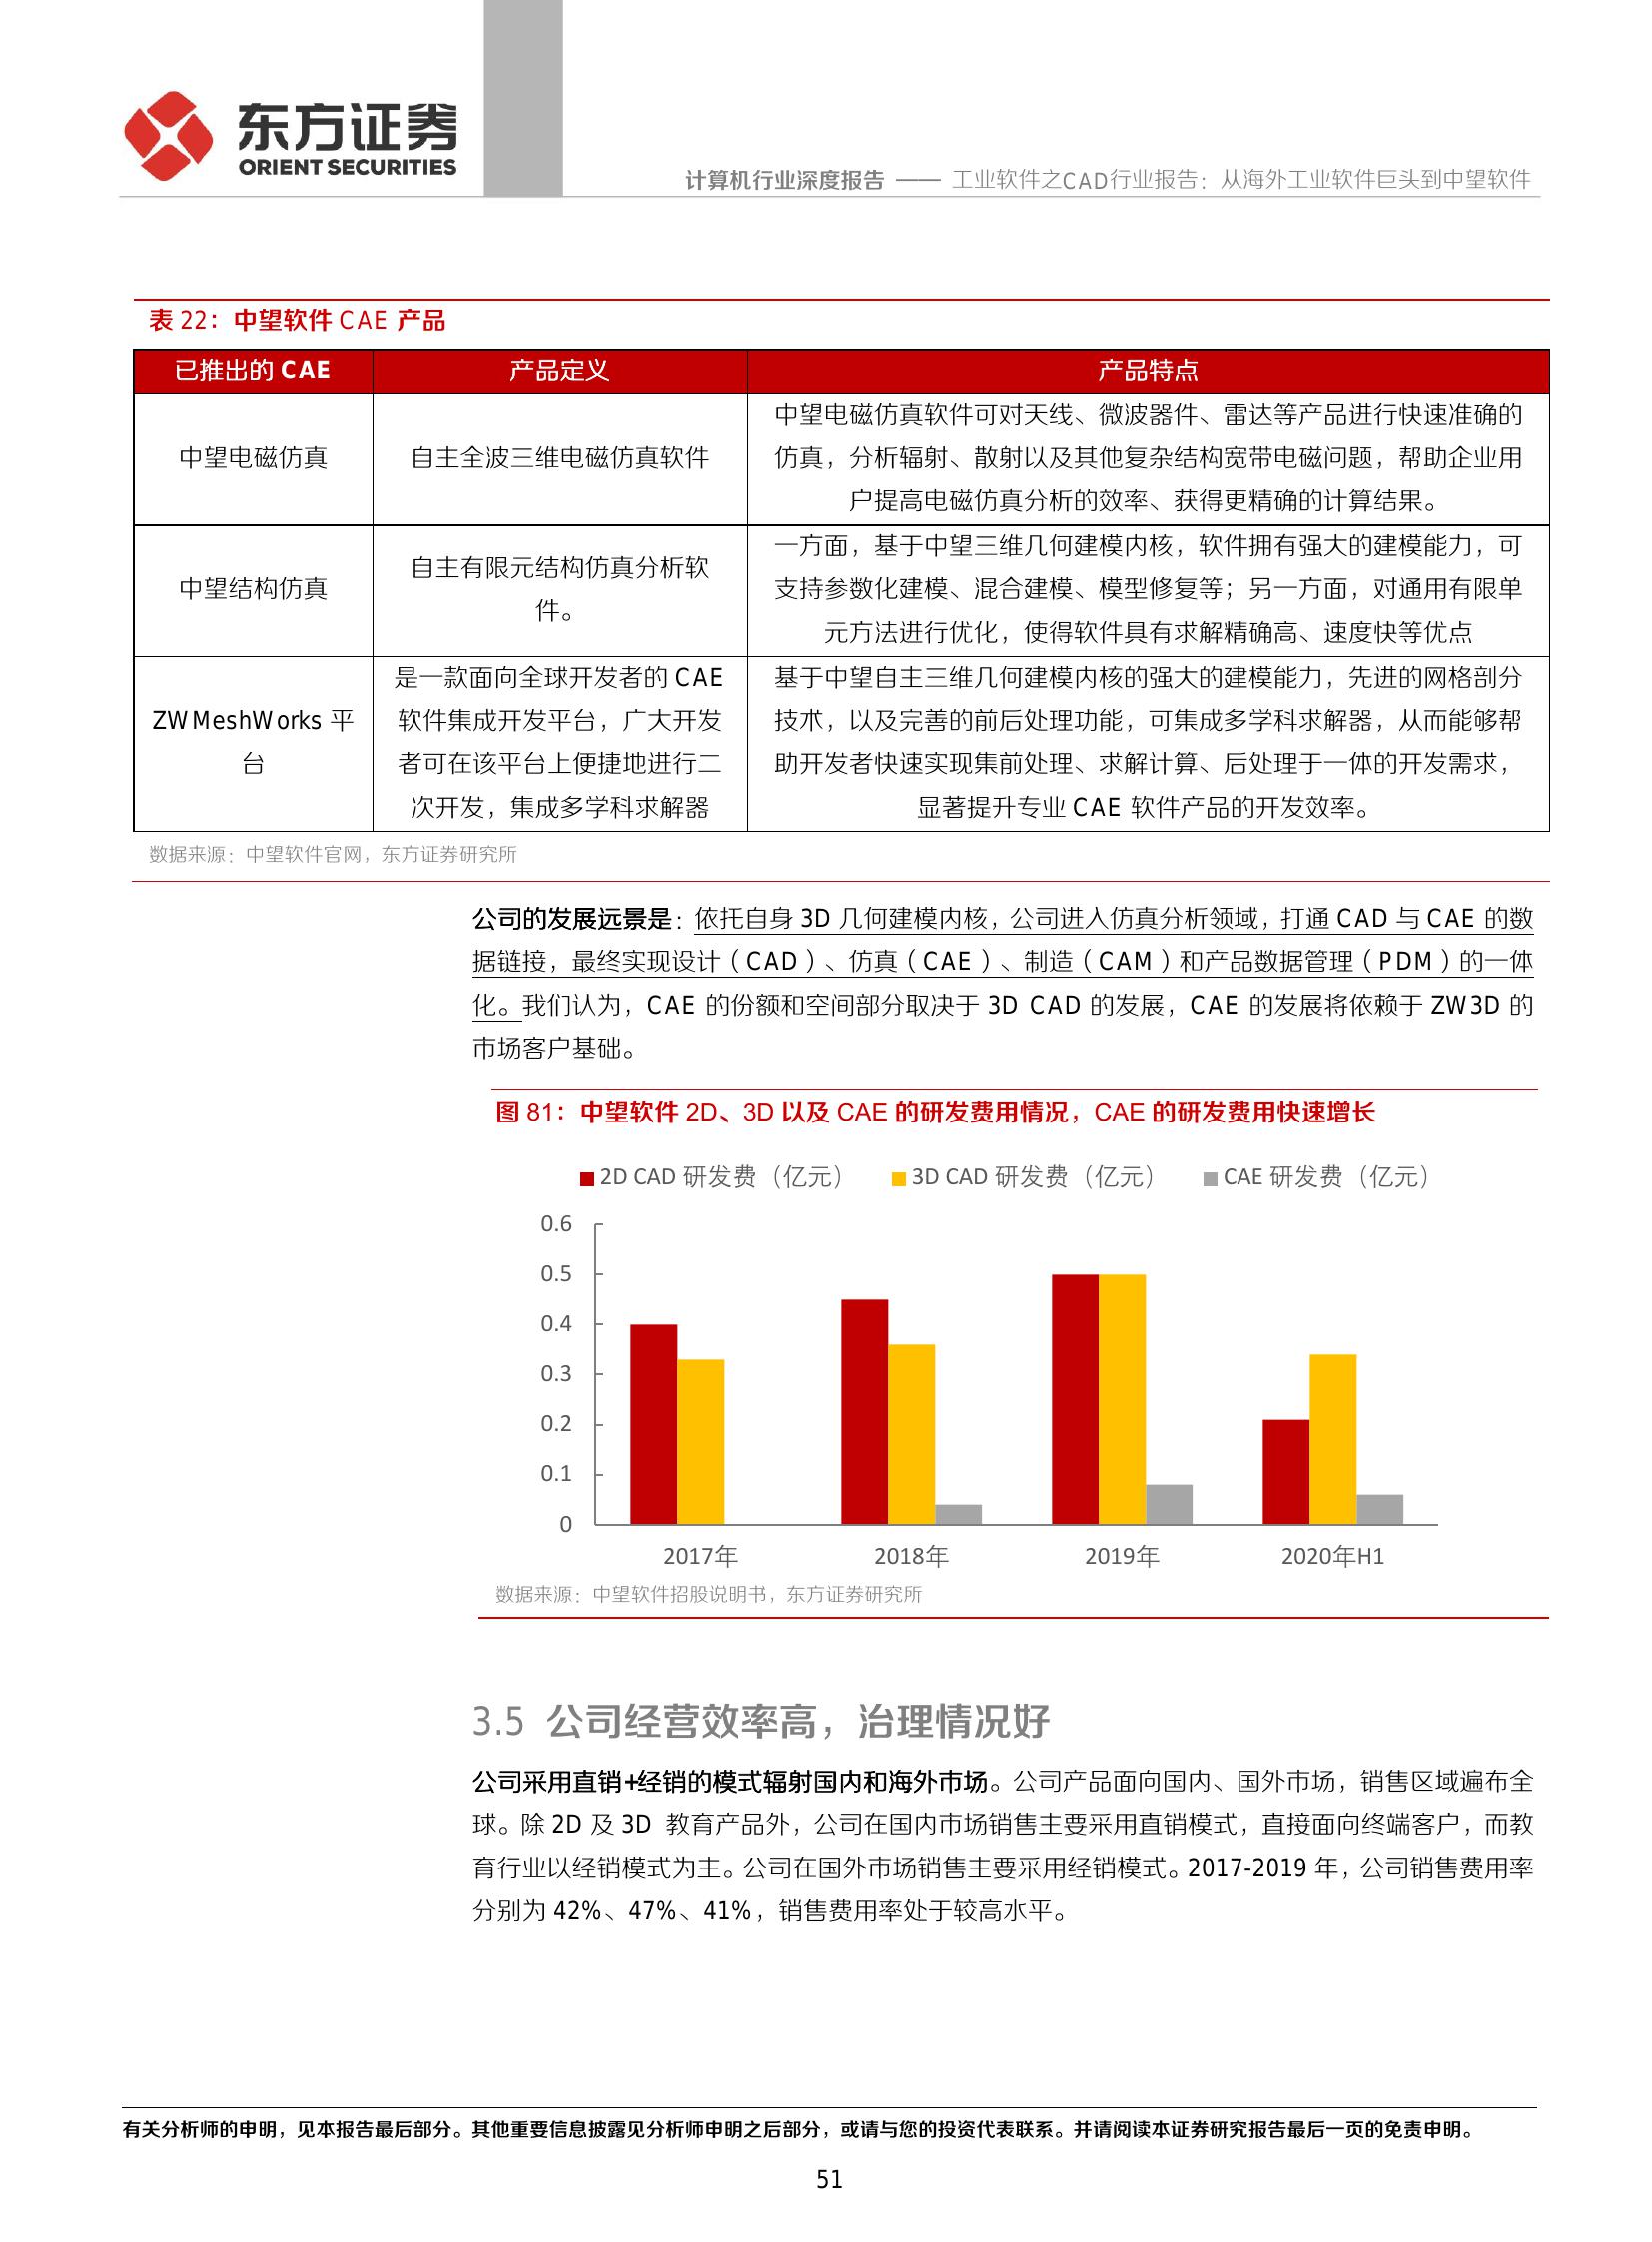 东方证券
ORIENT SECURITIES
计算机行业深度报告 —— 工业软件之CAD行业报告：从海外工业软件巨头到中望软件
表 22：中望软件 CAE 产品
已推出的 CAE
产品定义
产品特点
中望电磁仿真
自主全波三维电磁仿真软件
中望电磁仿真软件可对天线、微波器件、雷达等产品进行快速准确的
仿真，分析辐射、散射以及其他复杂结构宽带电磁问题，帮助企业用
户提高电磁仿真分析的效率、获得更精确的计算结果。
中望结构仿真
自主有限元结构仿真分析软
件。
一方面，基于中望三维几何建模内核，软件拥有强大的建模能力，可
支持参数化建模、混合建模、模型修复等；另一方面，对通用有限单
元方法进行优化，使得软件具有求解精确高、速度快等优点
ZWMeshWorks 平
台
是一款面向全球开发者的 CAE
软件集成开发平台，广大开发
者可在该平台上便捷地进行二
次开发，集成多学科求解器
基于中望自主三维几何建模内核的强大的建模能力，先进的网格剖分
技术，以及完善的前后处理功能，可集成多学科求解器，从而能够帮
助开发者快速实现集前处理、求解计算、后处理于一体的开发需求，
显著提升专业 CAE 软件产品的开发效率。
数据来源：中望软件官网，东方证券研究所
公司的发展远景是：依托自身 3D 几何建模内核，公司进入仿真分析领域，打通 CAD 与 CAE 的数
据链接，最终实现设计（CAD）、仿真（CAE）、制造（CAM）和产品数据管理（PDM）的一体
化。我们认为，CAE 的份额和空间部分取决于 3D CAD 的发展，CAE 的发展将依赖于 ZW3D 的
市场客户基础。
图 81：中望软件 2D、3D 以及 CAE 的研发费用情况，CAE 的研发费用快速增长
2D CAD 研发费（亿元） 3D CAD 研发费（亿元） CAE 研发费（亿元）
0.6
0.5
0.4
0.3
0.2
0.1
0
2017年 2018年 2019年 2020年H1
数据来源：中望软件招股说明书，东方证券研究所
3.5 公司经营效率高，治理情况好
公司采用直销+经销的模式辐射国内和海外市场。公司产品面向国内、国外市场，销售区域遍布全
球。除 2D 及 3D 教育产品外，公司在国内市场销售主要采用直销模式，直接面向终端客户，而教
育行业以经销模式为主。公司在国外市场销售主要采用经销模式。2017-2019 年，公司销售费用率
分别为 42%、47%、41%，销售费用率处于较高水平。
有关分析师的申明，见本报告最后部分。其他重要信息披露见分析师申明之后部分，或请与您的投资代表联系。并请阅读本证券研究报告最后一页的免责申明。
51